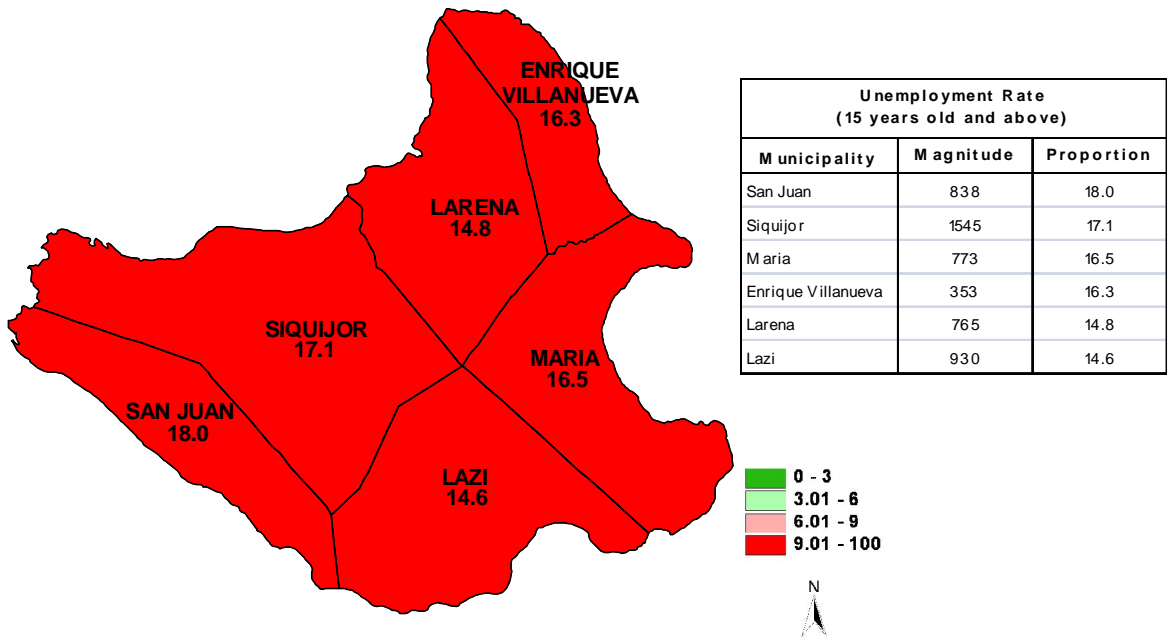 ENRIQUE
VILLANUEVA
16.3
LARENA
14.8
SIQUIJOR
17.1
MARIA
16.5
SAN JUAN
18.0
LAZI
14.6
Unemployment Rate
(15 years old and above)
Municipality Magnitude Proportion
San Juan 838 18.0
Siquijor 1545 17.1
Maria 773 16.5
Enrique Villanueva 353 16.3
Larena 765 14.8
Lazi 930 14.6
0 - 3
3.01 - 6
6.01 - 9
9.01 - 100
N